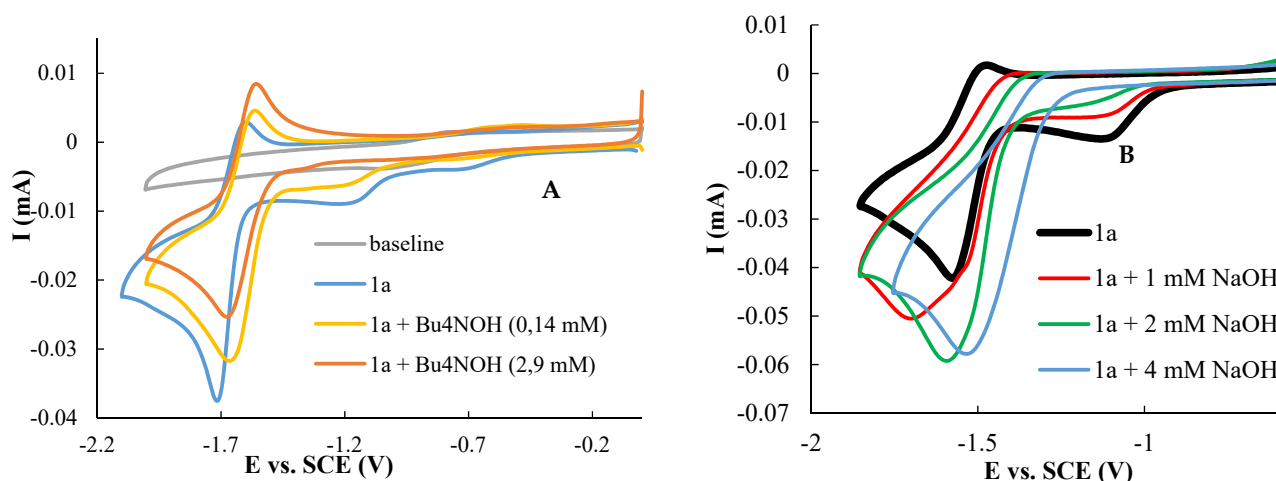 0.01
0
-0.01
-0.02
-0.03
-0.04
I (mA)
-2.2
-1.7
-1.2
-0.7
-0.2
E vs. SCE (V)
A
baseline
1a
1a + Bu4NOH (0,14 mM)
1a + Bu4NOH (2,9 mM)
0.01
0
-0.01
-0.02
-0.03
-0.04
-0.05
-0.06
-0.07
I (mA)
-2
-1.5
-1
E vs. SCE (V)
B
1a
1a + 1 mM NaOH
1a + 2 mM NaOH
1a + 4 mM NaOH